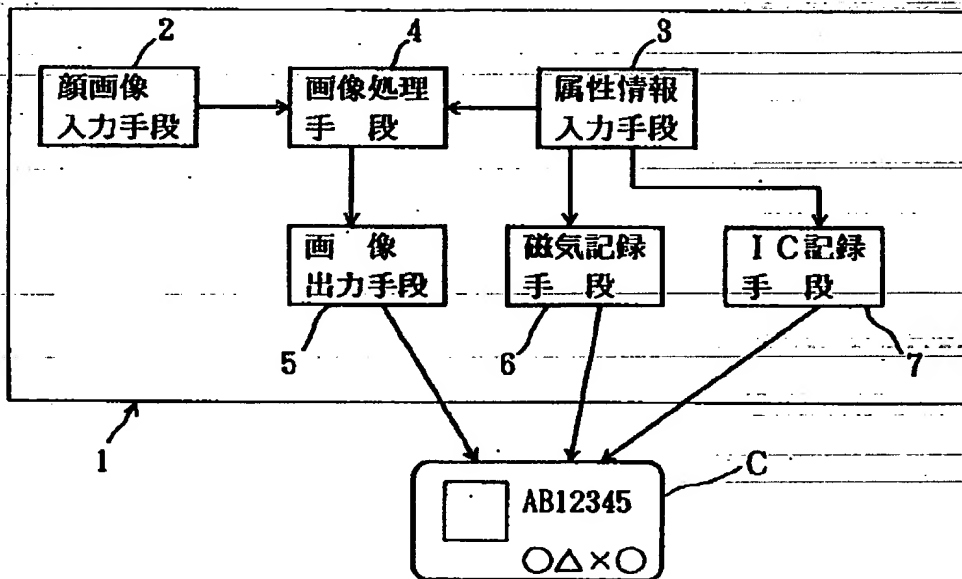 2
4
3
顔画像
入力手段
画像処理
手　段
属性情報
入力手段
画　像
出力手段
磁気記録
手　段
ＩＣ記録
手　段
5
6
7
1
C
AB12345
○△×○